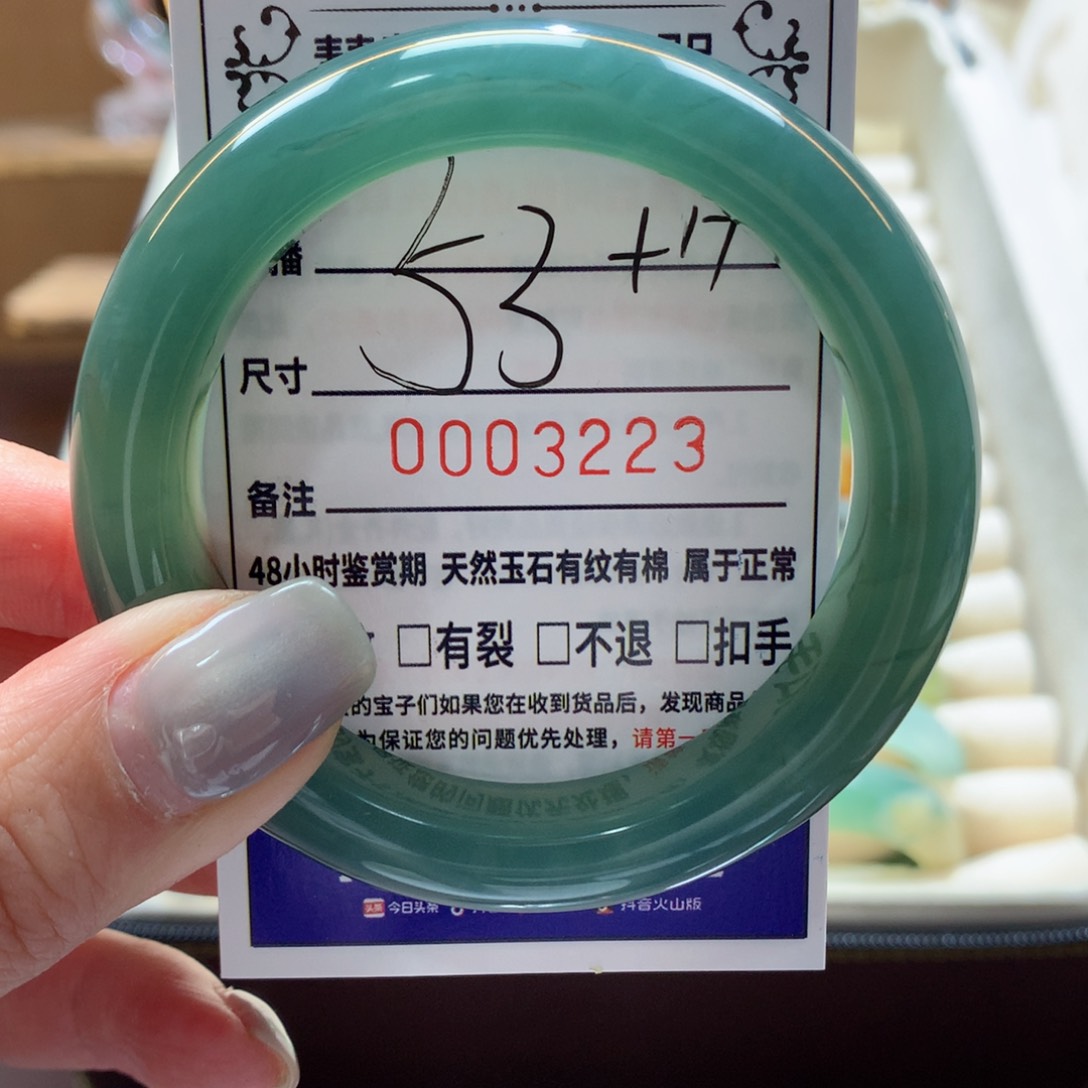 播
53 +17
尺寸
0003223
备注
48小时鉴赏期 天然玉石有纹有棉 属于正常
□有裂 □不退 □扣手
的宝子们如果您在收到货品后，发现商品
为保证您的问题优先处理，请第一
今日头条 抖音火山版